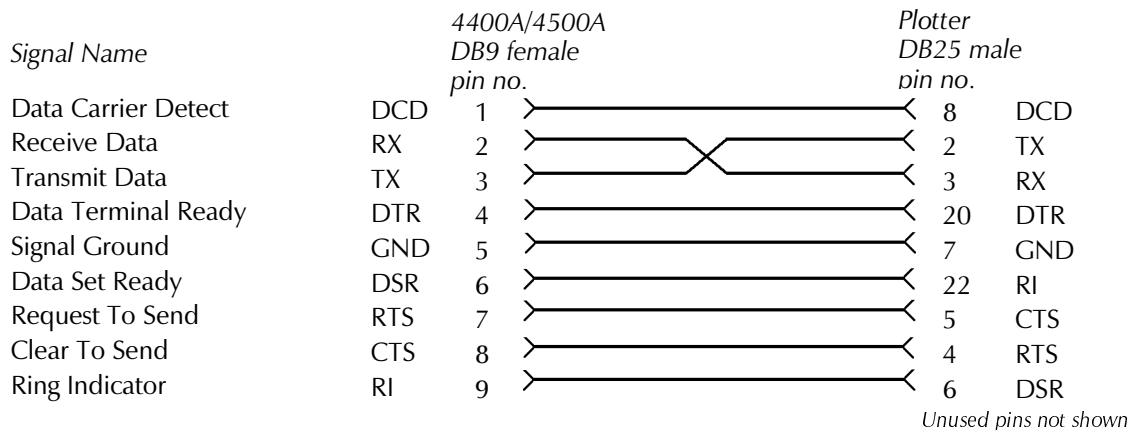 4400A/4500A Plotter
Signal Name DB9 female DB25 male
pin no. pin no.
Data Carrier Detect DCD 1 8 DCD
Receive Data RX 2 2 TX
Transmit Data TX 3 3 RX
Data Terminal Ready DTR 4 20 DTR
Signal Ground GND 5 7 GND
Data Set Ready DSR 6 22 RI
Request To Send RTS 7 5 CTS
Clear To Send CTS 8 4 RTS
Ring Indicator RI 9 6 DSR
Unused pins not shown